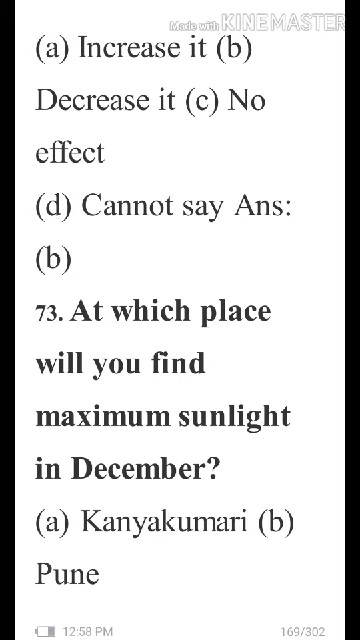 Made with KINEMASTER
(a) Increase it (b)
Decrease it (c) No
effect
(d) Cannot say Ans:
(b)
73. At which place
will you find
maximum sunlight
in December?
(a) Kanyakumari (b)
Pune
12:58 PM 169/302